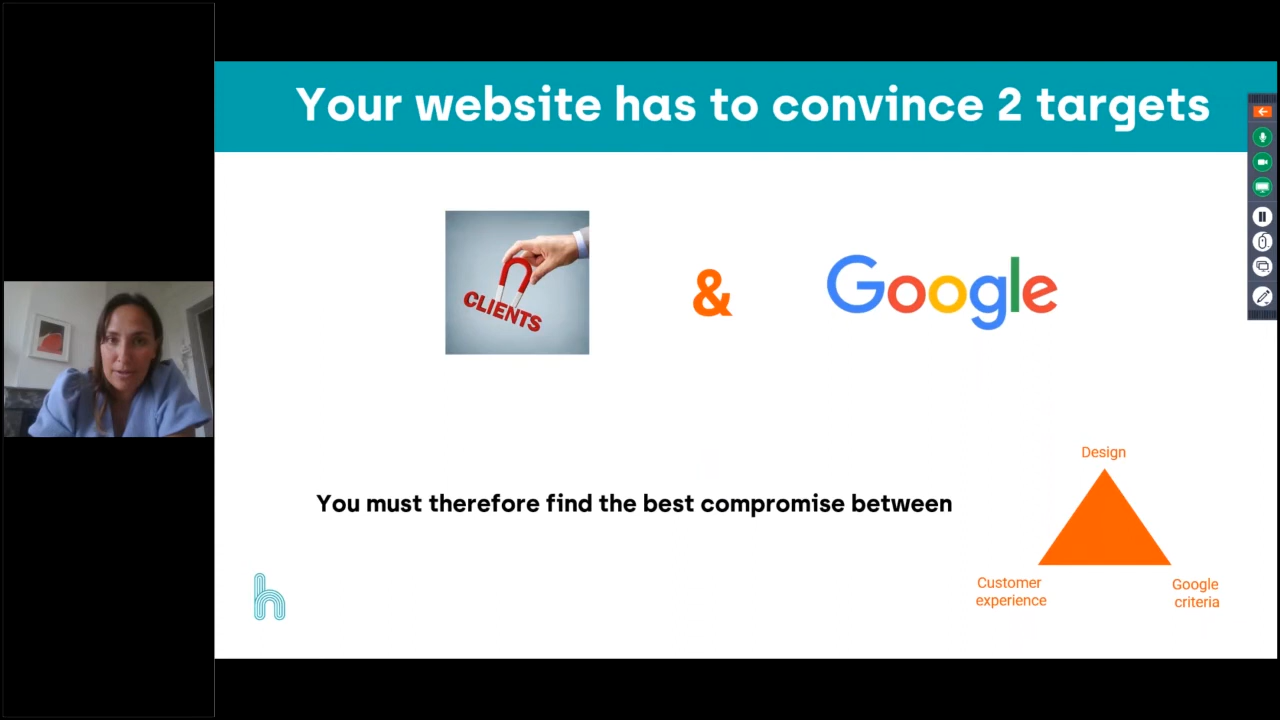 Your website has to convince 2 targets
CLIENTS
&
Google
Design
You must therefore find the best compromise between
Customer
experience
Google
criteria
h